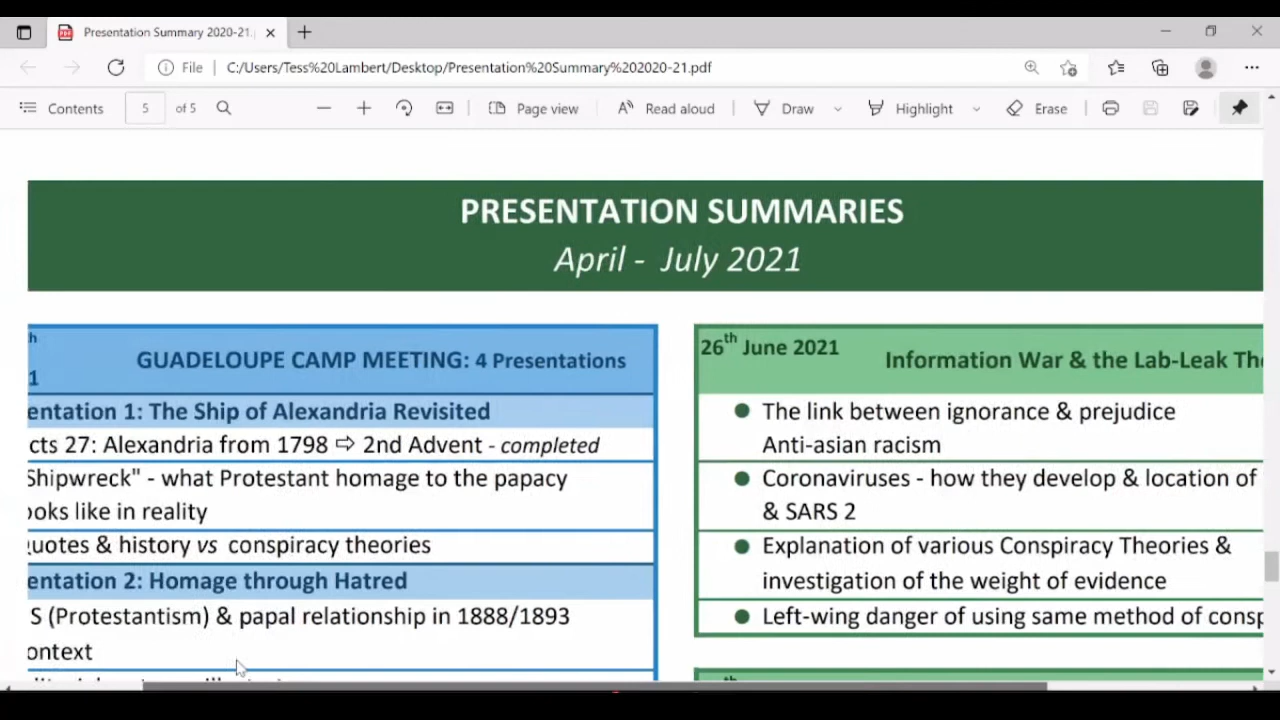 Presentation Summary 2020-21.
File
C:/Users/Tess%20Lambert/Desktop/Presentation%20Summary%202020-21.pdf
Contents
5
of 5
Page view
Read aloud
Draw
Highlight
Erase
PRESENTATION SUMMARIES
April - July 2021
th
1
GUADELOUPE CAMP MEETING: 4 Presentations
entation 1: The Ship of Alexandria Revisited
cts 27: Alexandria from 1798 ⇨ 2nd Advent - completed
Shipwreck" - what Protestant homage to the papacy
ooks like in reality
uotes & history vs conspiracy theories
entation 2: Homage through Hatred
S (Protestantism) & papal relationship in 1888/1893
ontext
26th June 2021
Information War & the Lab-Leak The
● The link between ignorance & prejudice
Anti-asian racism
● Coronaviruses - how they develop & location of
& SARS 2
● Explanation of various Conspiracy Theories &
investigation of the weight of evidence
● Left-wing danger of using same method of consp